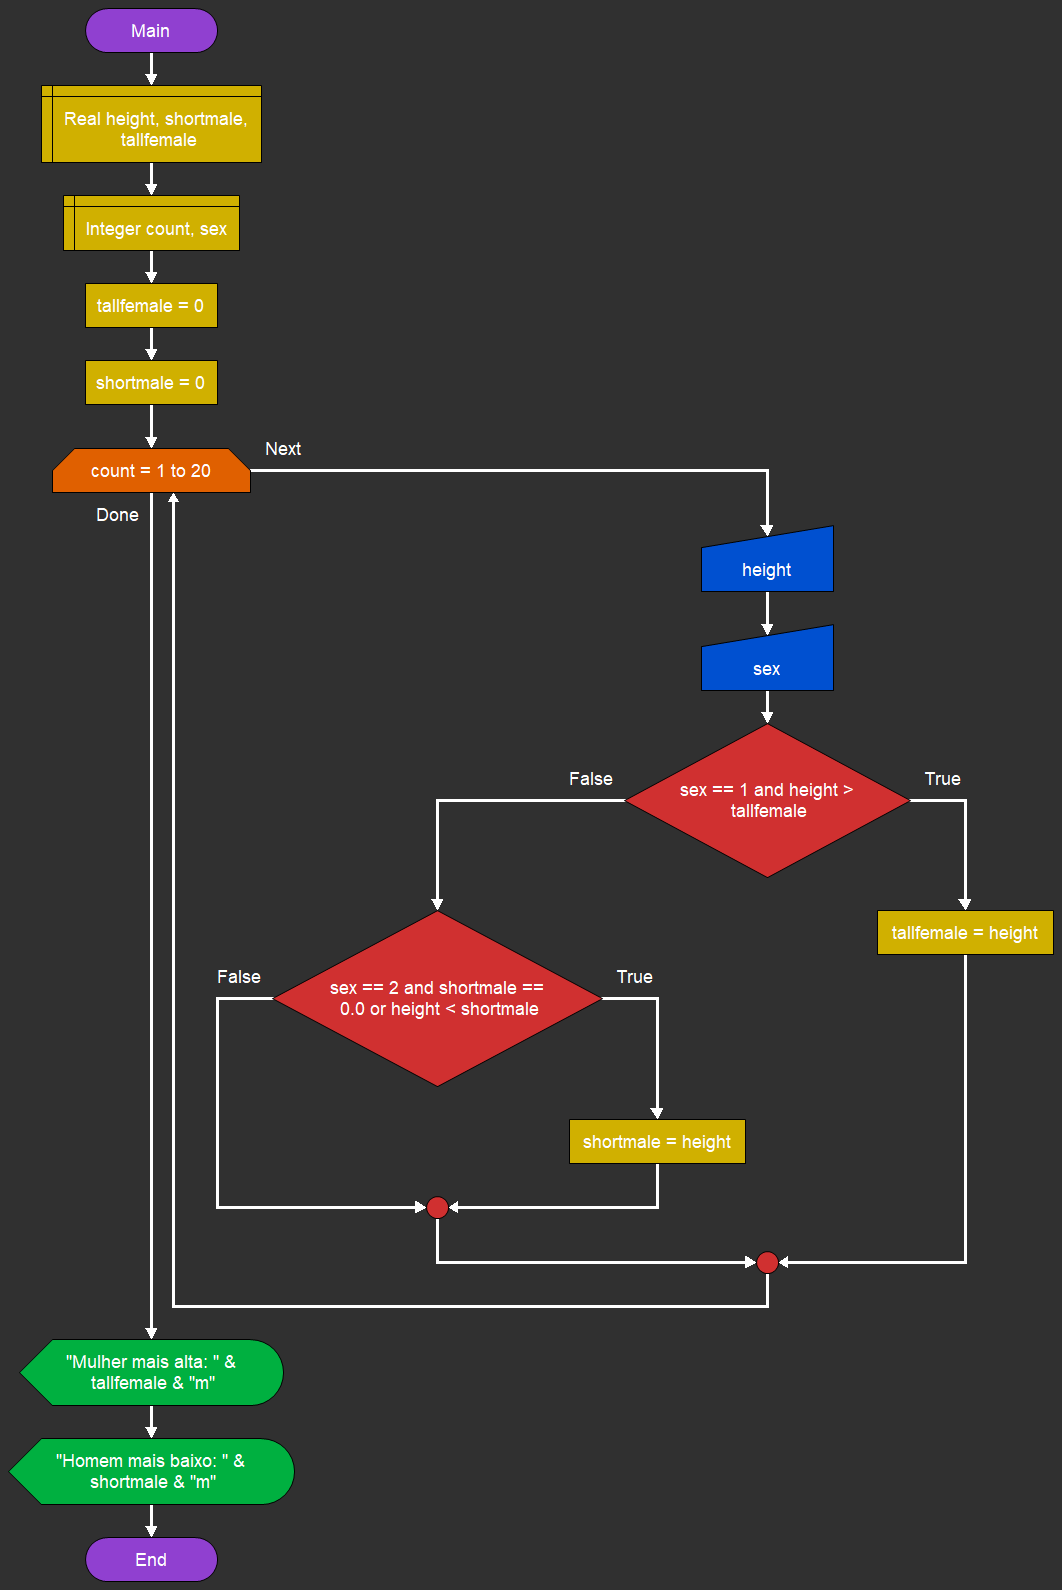 Main
Real height, shortmale,
tallfemale
Integer count, sex
tallfemale = 0
shortmale = 0
count = 1 to 20
Next
Done
height
sex
sex == 1 and height >
tallfemale
False
True
tallfemale = height
sex == 2 and shortmale ==
0.0 or height < shortmale
False
True
shortmale = height
"Mulher mais alta: " &
tallfemale & "m"
"Homem mais baixo: " &
shortmale & "m"
End